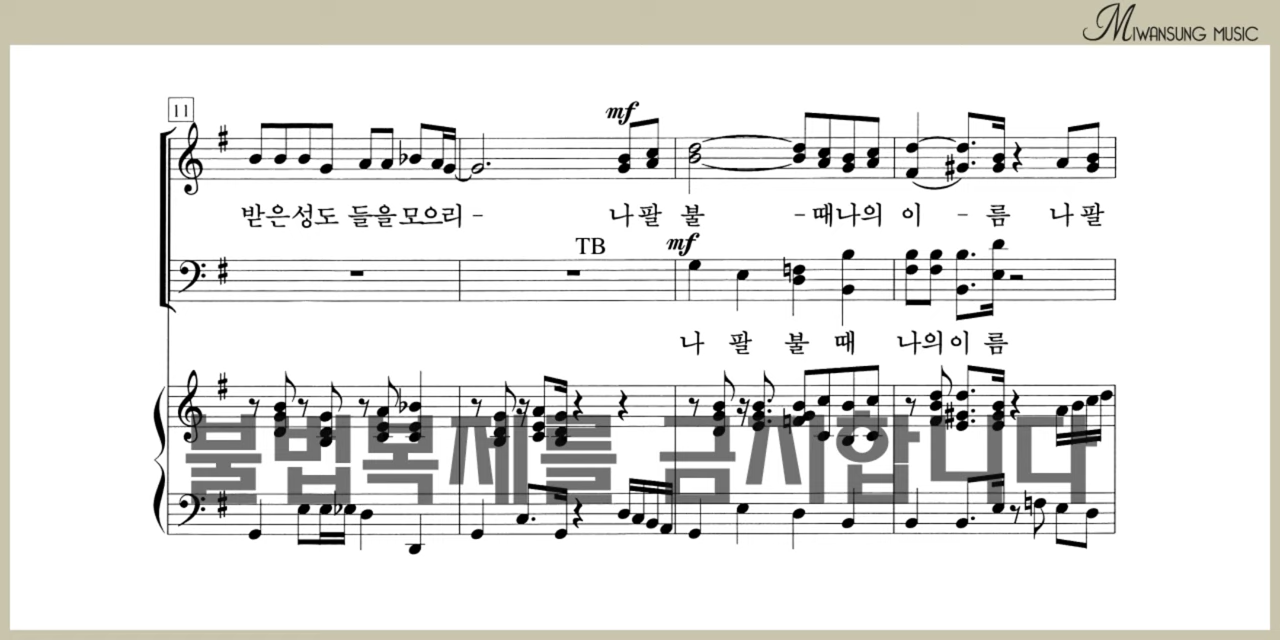 MIWANSUNG MUSIC
11
mf
받은성도 들을모으리 - 나팔 불 - 때나의 이 - 름 나팔
TB mf
나 팔 불 때 나의이 름
불법복제를 금지합니다